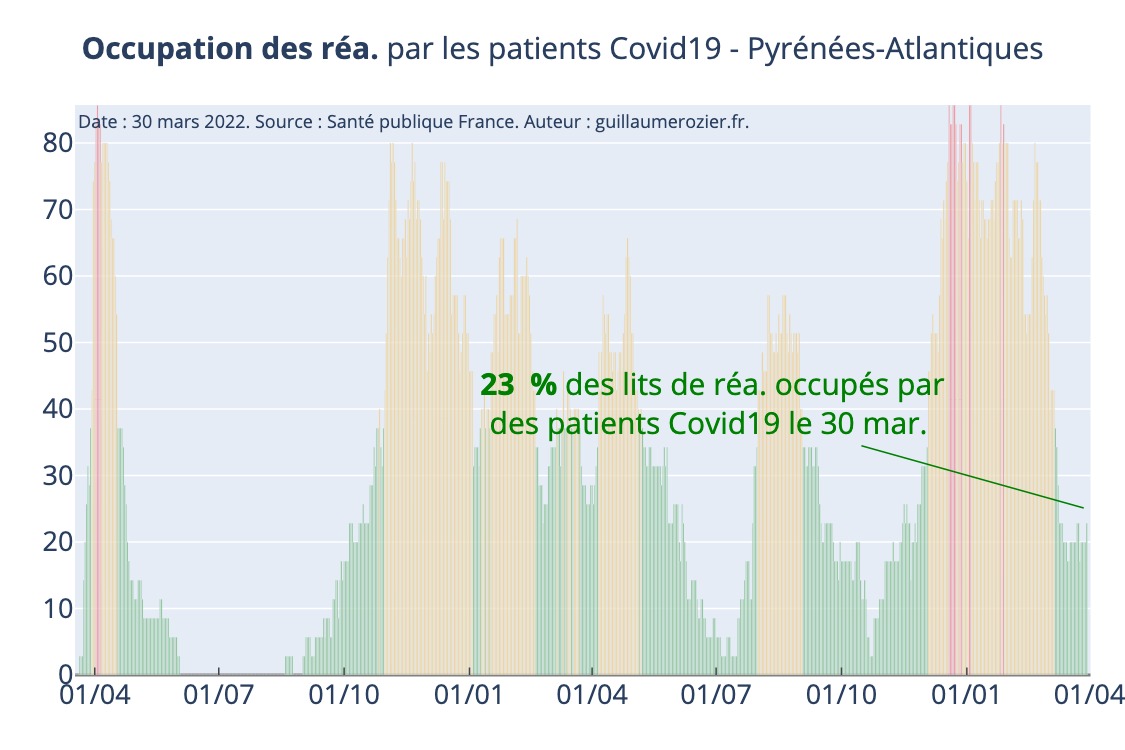 Occupation des réa. par les patients Covid19 - Pyrénées-Atlantiques
Date : 30 mars 2022. Source : Santé publique France. Auteur : guillaumerozier.fr.
80
70
60
50
40
30
20
10
0
23 % des lits de réa. occupés par
des patients Covid19 le 30 mar.
01/04 01/07 01/10 01/01 01/04 01/07 01/10 01/01 01/04